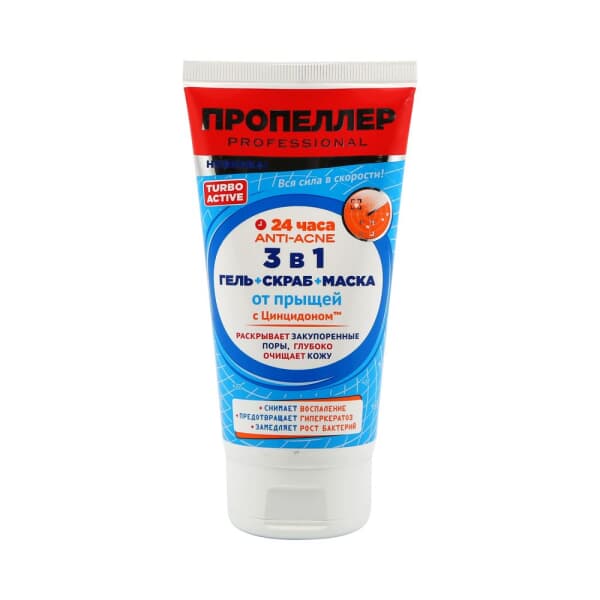 ПРОПЕЛЛЕР
PROFESSIONAL
Вся сила в скорости!
TURBO
ACTIVE
24 часа
ANTI-ACNE
3 в 1
ГЕЛЬ+СКРАБ+МАСКА
от прыщей
с Цинцидоном™
РАСКРЫВАЕТ ЗАКУПОРЕННЫЕ
ПОРЫ, ГЛУБОКО
ОЧИЩАЕТ КОЖУ
+ СНИМАЕТ ВОСПАЛЕНИЕ
+ ПРЕДОТВРАЩАЕТ ГИПЕРКЕРАТОЗ
+ ЗАМЕДЛЯЕТ РОСТ БАКТЕРИЙ